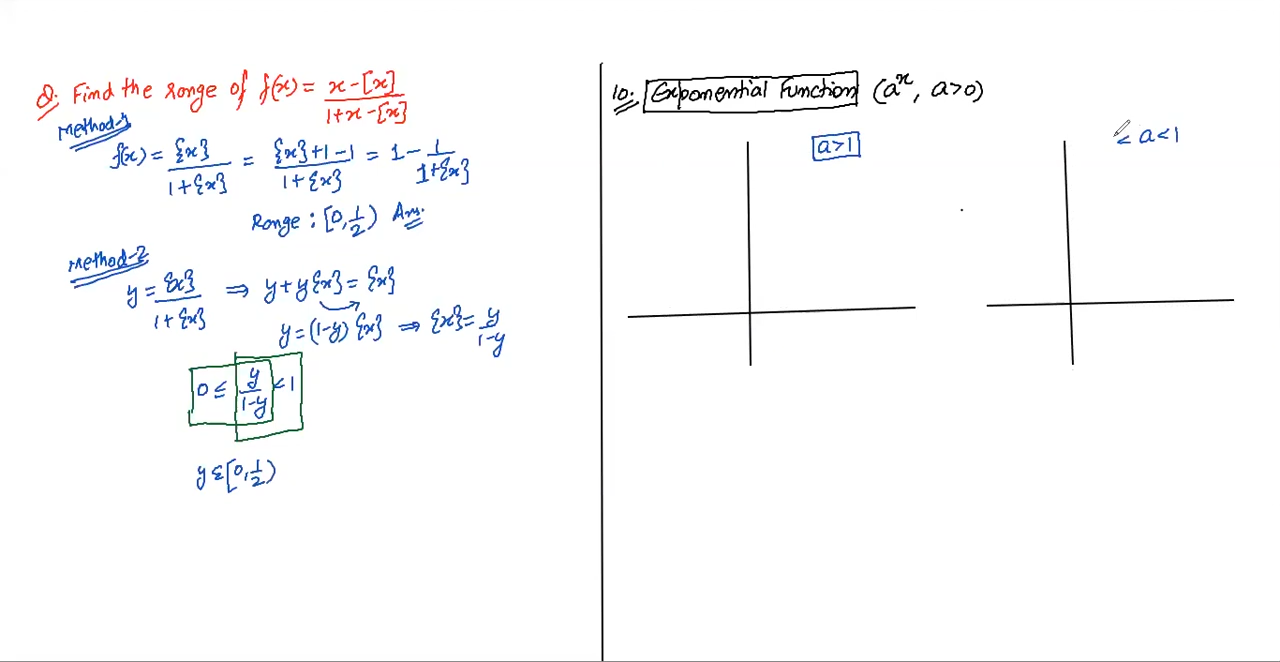 Q. Find the range of f(x) = x-[x] / 1+x-[x]
Method-1
f(x) = {x} / 1+{x} = {x}+1-1 / 1+{x} = 1 - 1 / 1+{x}
Range : [0, 1/2) Ans.
Method-2
y = {x} / 1+{x} ⇒ y+y{x} = {x}
y = (1-y) {x} ⇒ {x} = y / 1-y
0 ≤ y / 1-y < 1
y ε [0, 1/2)
10. Exponential Function (aˣ, a>0)
a>1
< a<1